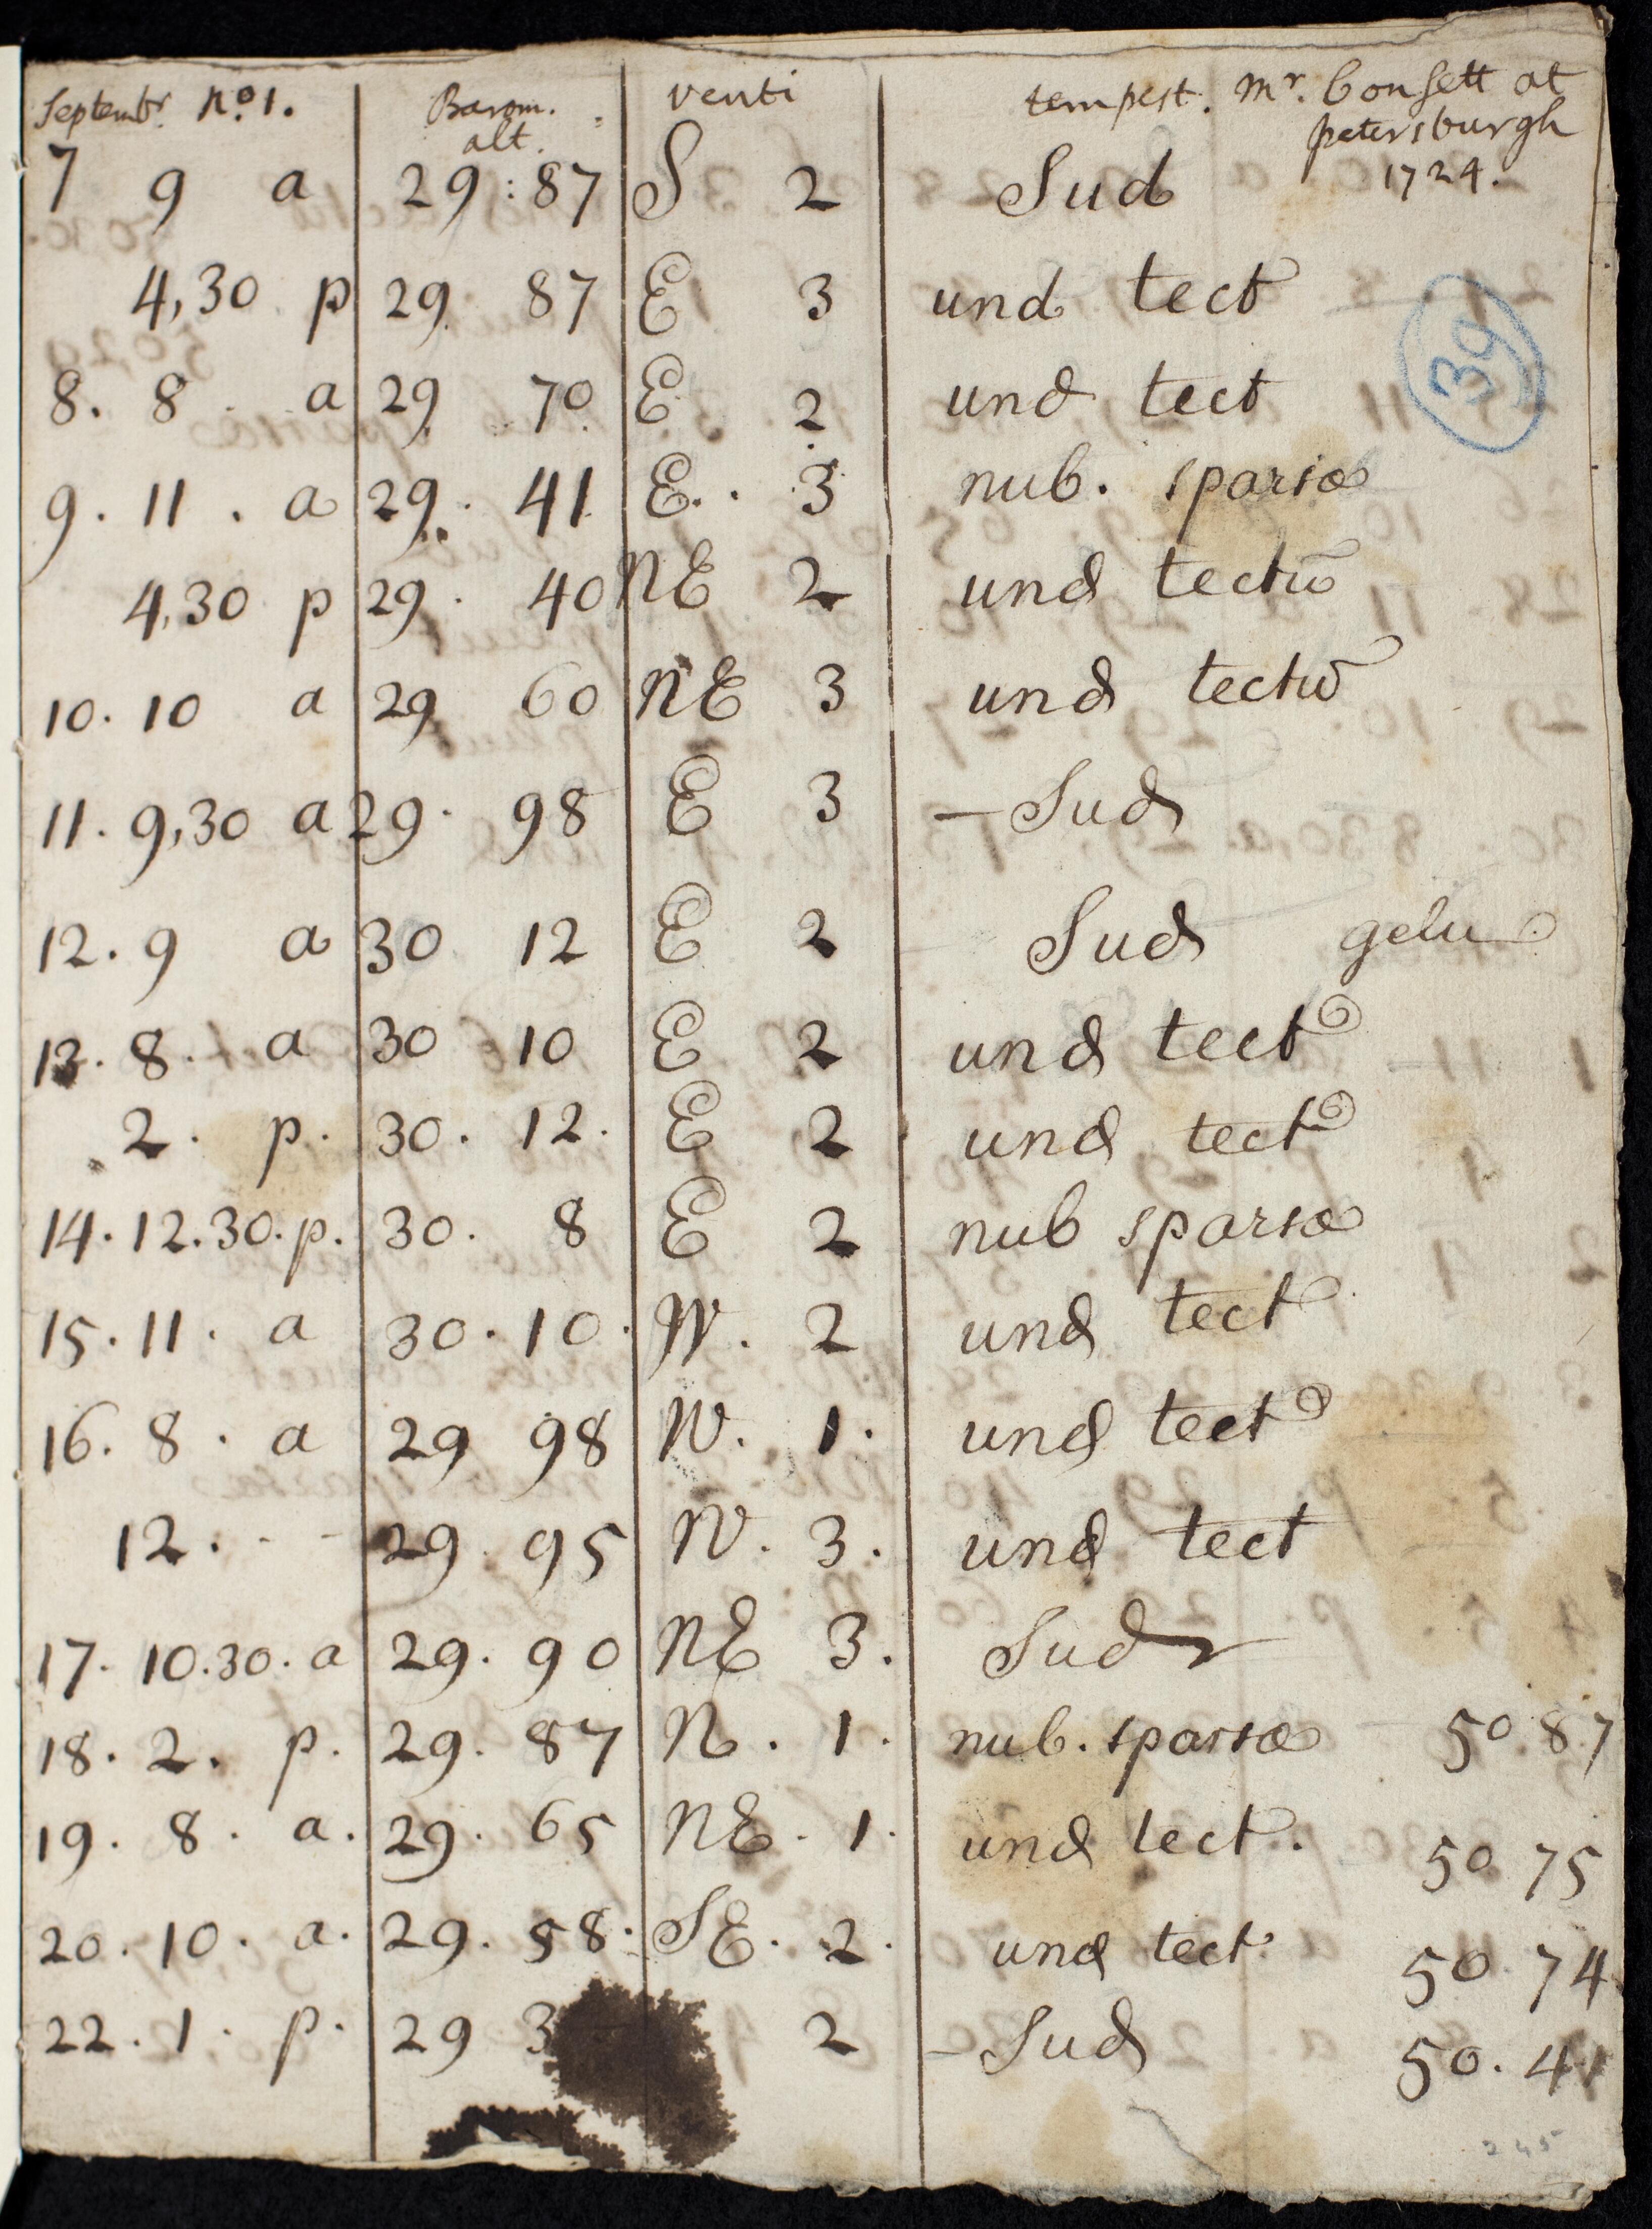 Septembr No. 1. Barom. alt. venti tempest. Mr. Consett at
petersburgh
1724.
7 9 a 29:87 S 2 Sud
4,30 p 29 87 E 3 und tect
39
8. 8 a 29 70 E 2 und tect
9. 11. a 29. 41 E. 3 nub. sparsæ
4,30 p 29. 40 NE 2 und tectū
10. 10 a 29 60 NE 3 und tectū
11. 9,30 a 29. 98 E 3 — Sud
12. 9 a 30 12 E 2 Sud gelu
13. 8. a 30 10 E 2 und tect
2. p. 30. 12. E 2 und tect
14. 12.30. p. 30. 8 E 2 nub sparsæ
15. 11. a 30. 10. W. 2 und tect
16. 8. a 29 98 W. 1. und tect
12. - - 29. 95 W. 3. und tect
17. 10.30. a 29. 90 NE 3. Sud
18. 2. p. 29. 87 N. 1. nub. sparsæ 50.87
19. 8. a. 29. 65 NE. 1. und tect. 50 75
20. 10. a. 29. 58. SE. 2. und tect. 50.74
22. 1. p. 29 3 2 — Sud 50.41
245